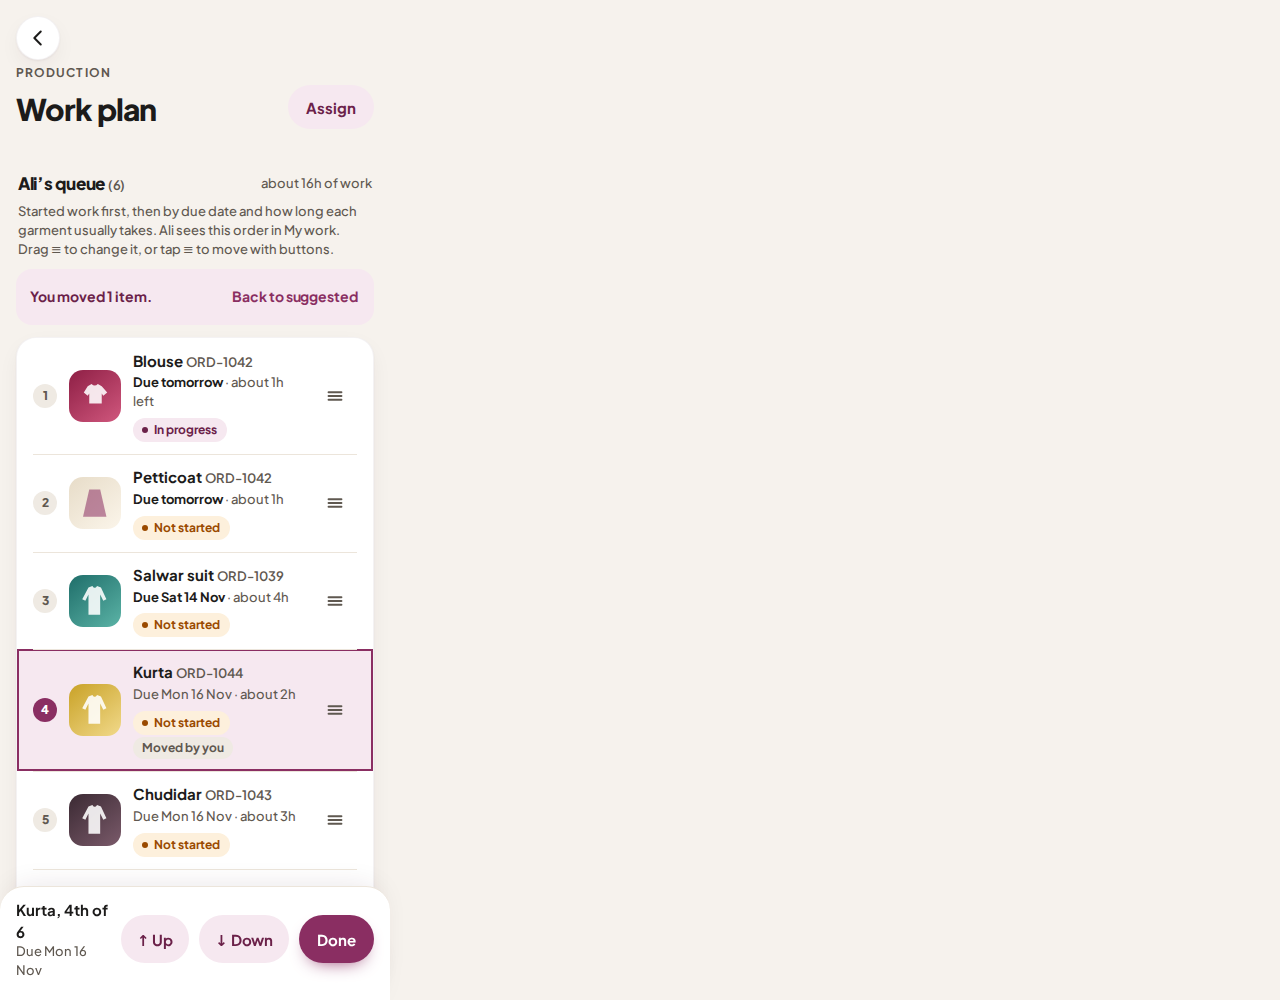 PRODUCTION
Work plan
Assign
Ali's queue (6)
about 16h of work
Started work first, then by due date and how long each
garment usually takes. Ali sees this order in My work.
Drag ≡ to change it, or tap ≡ to move with buttons.
You moved 1 item.
Back to suggested
1
Blouse ORD-1042
Due tomorrow · about 1h
left
In progress
2
Petticoat ORD-1042
Due tomorrow · about 1h
Not started
3
Salwar suit ORD-1039
Due Sat 14 Nov · about 4h
Not started
4
Kurta ORD-1044
Due Mon 16 Nov · about 2h
Not started
Moved by you
5
Chudidar ORD-1043
Due Mon 16 Nov · about 3h
Not started
Kurta, 4th of
6
Due Mon 16
Nov
↑ Up
↓ Down
Done